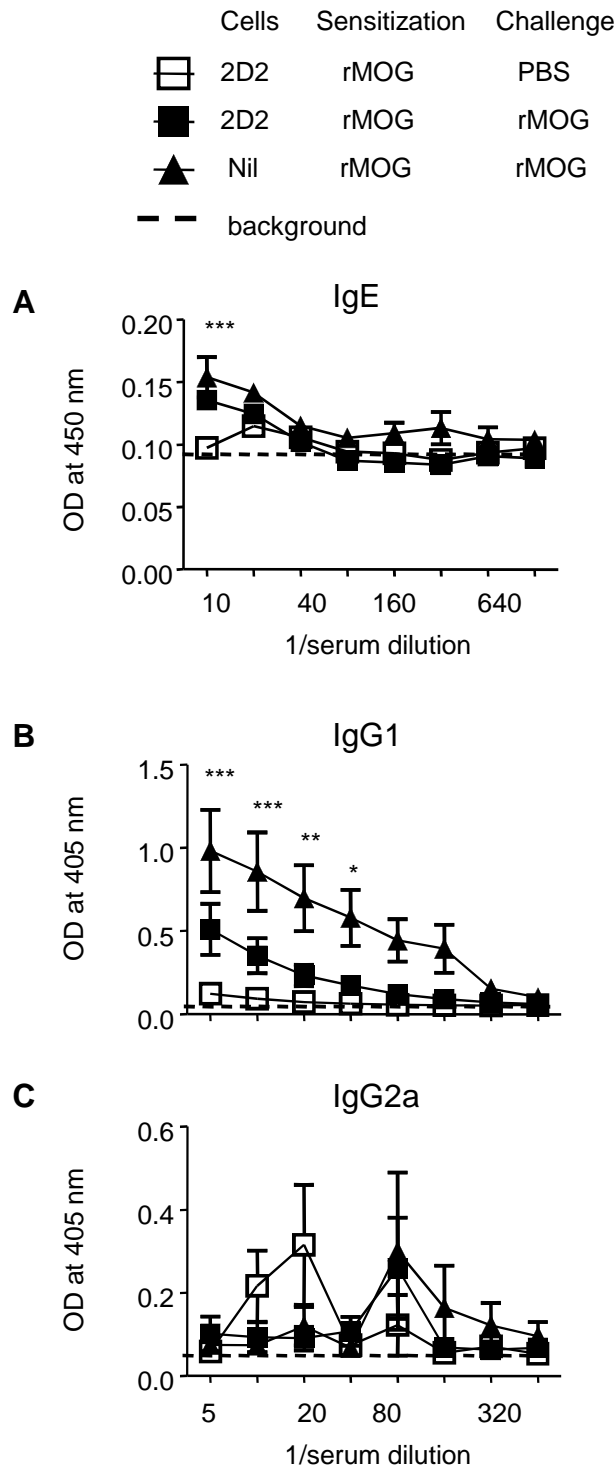 Cells Sensitization Challenge
2D2 rMOG PBS
2D2 rMOG rMOG
Nil rMOG rMOG
background
A IgE
OD at 450 nm
0.20
0.15
0.10
0.05
0.00
***
10 40 160 640
1/serum dilution
B IgG1
OD at 405 nm
1.5
1.0
0.5
0.0
*** *** ** *
C IgG2a
OD at 405 nm
0.6
0.4
0.2
0.0
5 20 80 320
1/serum dilution